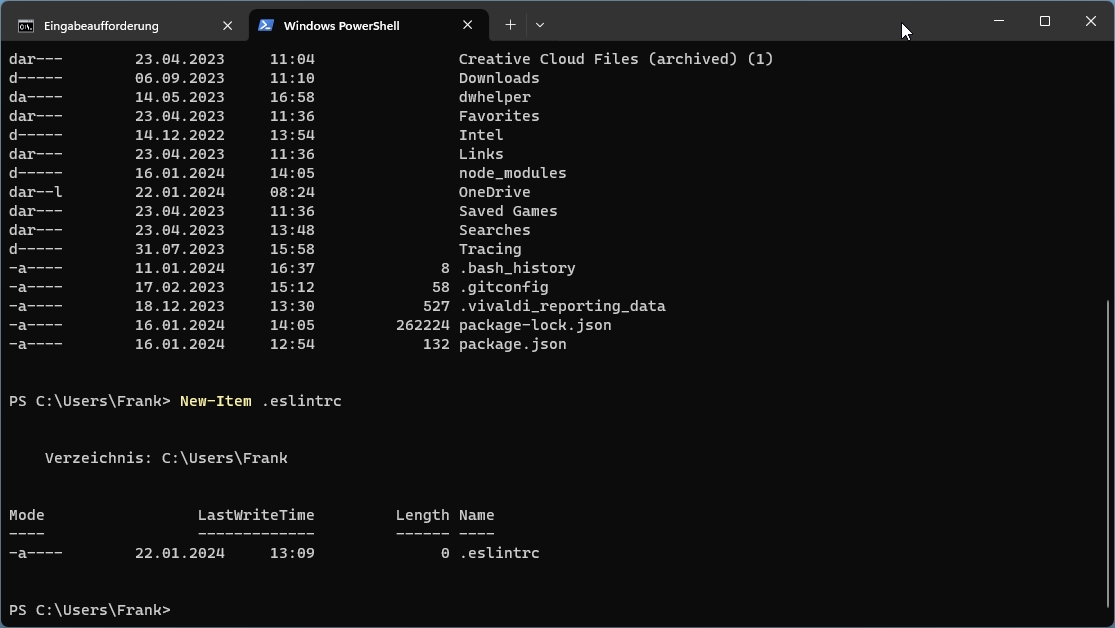 Eingabeaufforderung Windows PowerShell
dar--- 23.04.2023 11:04 Creative Cloud Files (archived) (1)
d----- 06.09.2023 11:10 Downloads
da---- 14.05.2023 16:58 dwhelper
dar--- 23.04.2023 11:36 Favorites
d----- 14.12.2022 13:54 Intel
dar--- 23.04.2023 11:36 Links
d----- 16.01.2024 14:05 node_modules
dar--l 22.01.2024 08:24 OneDrive
dar--- 23.04.2023 11:36 Saved Games
dar--- 23.04.2023 13:48 Searches
d----- 31.07.2023 15:58 Tracing
-a---- 11.01.2024 16:37 8 .bash_history
-a---- 17.02.2023 15:12 58 .gitconfig
-a---- 18.12.2023 13:30 527 .vivaldi_reporting_data
-a---- 16.01.2024 14:05 262224 package-lock.json
-a---- 16.01.2024 12:54 132 package.json
PS C:\Users\Frank> New-Item .eslintrc
Verzeichnis: C:\Users\Frank
Mode LastWriteTime Length Name
---- ------------- ------ ----
-a---- 22.01.2024 13:09 0 .eslintrc
PS C:\Users\Frank>